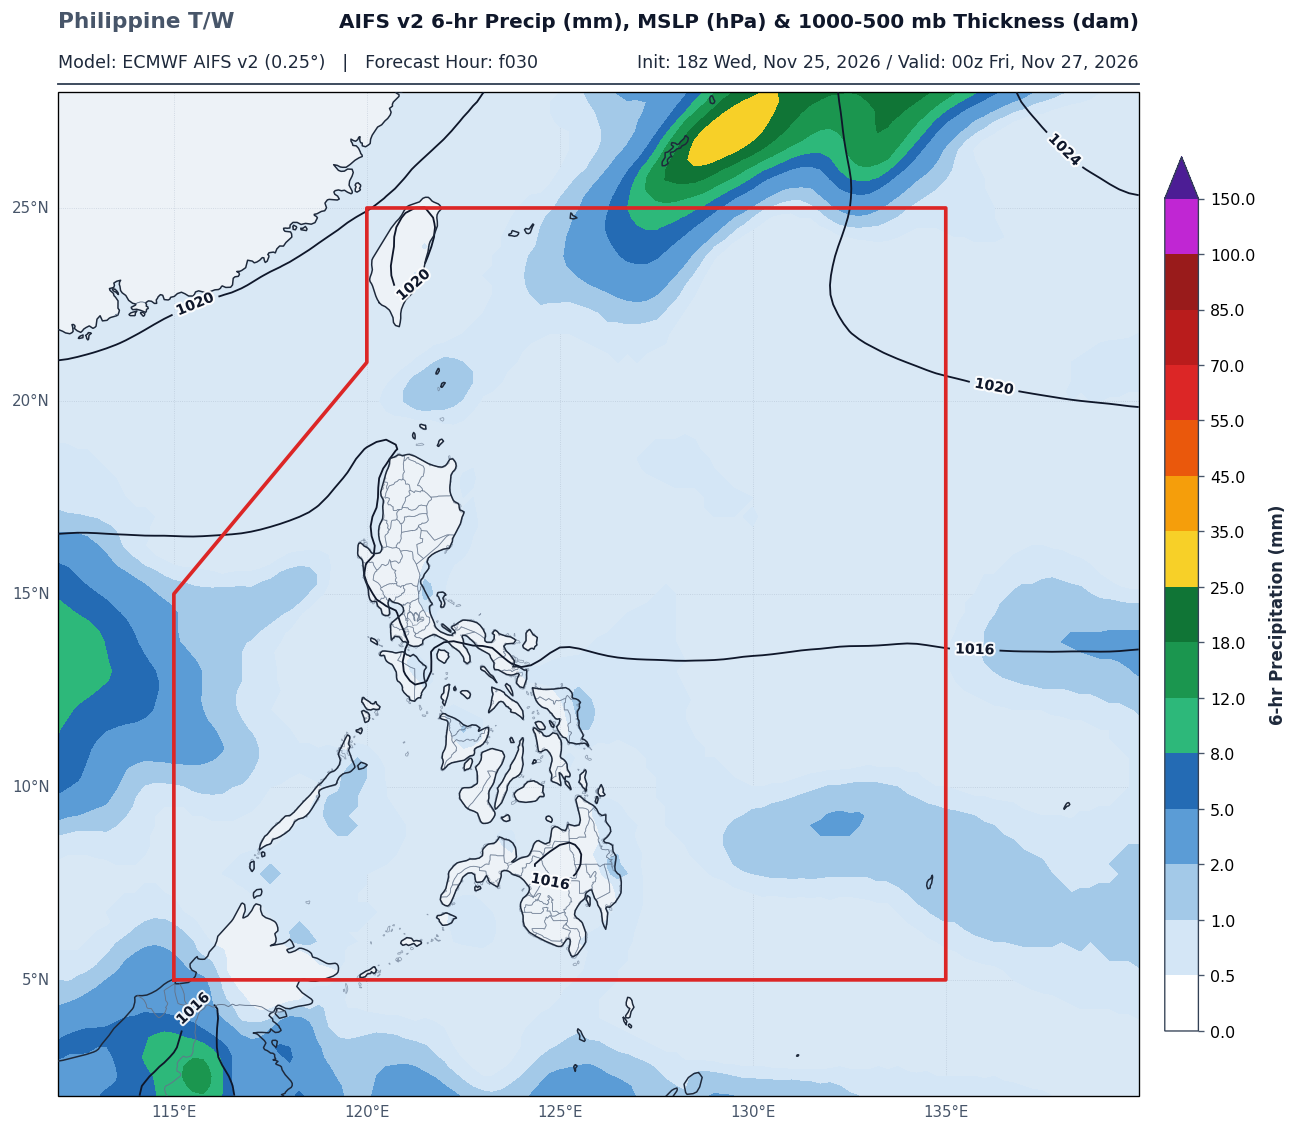 Philippine T/W
AIFS v2 6-hr Precip (mm), MSLP (hPa) & 1000-500 mb Thickness (dam)
Model: ECMWF AIFS v2 (0.25°) | Forecast Hour: f030
Init: 18z Wed, Nov 25, 2026 / Valid: 00z Fri, Nov 27, 2026
1024
1020
1020
1020
1016
1016
1016
25°N
20°N
15°N
10°N
5°N
115°E
120°E
125°E
130°E
135°E
150.0
100.0
85.0
70.0
55.0
45.0
35.0
25.0
18.0
12.0
8.0
5.0
2.0
1.0
0.5
0.0
6-hr Precipitation (mm)